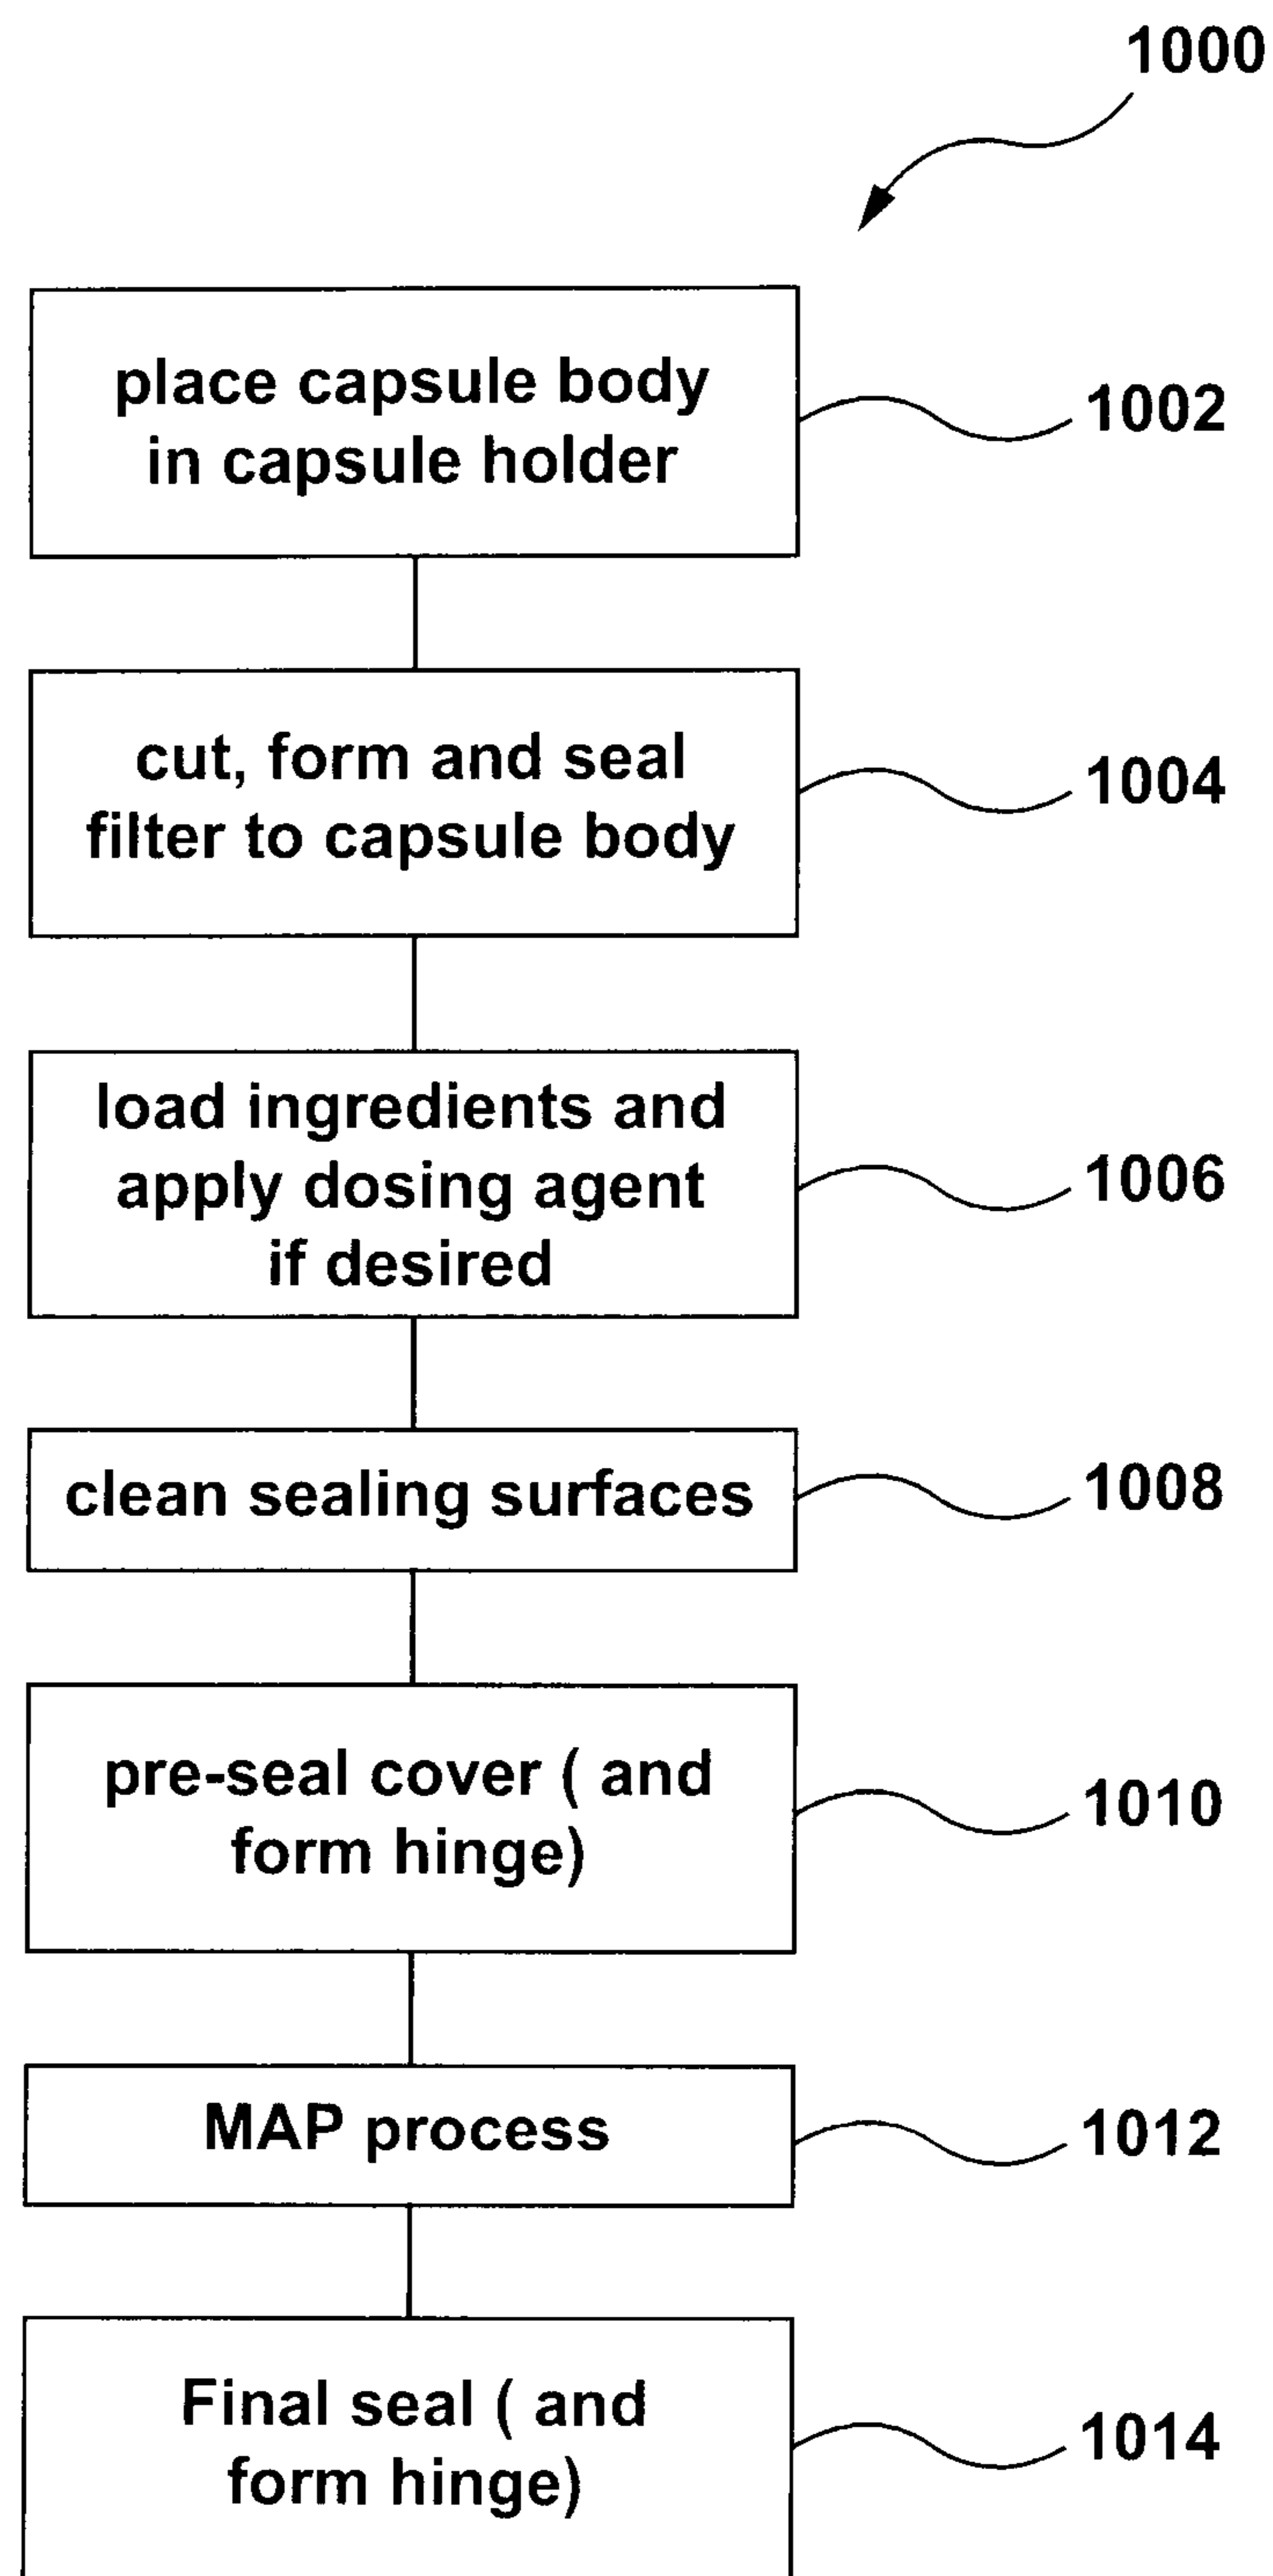 1000
place capsule body
in capsule holder
1002
cut, form and seal
filter to capsule body
1004
load ingredients and
apply dosing agent
if desired
1006
clean sealing surfaces
1008
pre-seal cover ( and
form hinge)
1010
MAP process
1012
Final seal ( and
form hinge)
1014